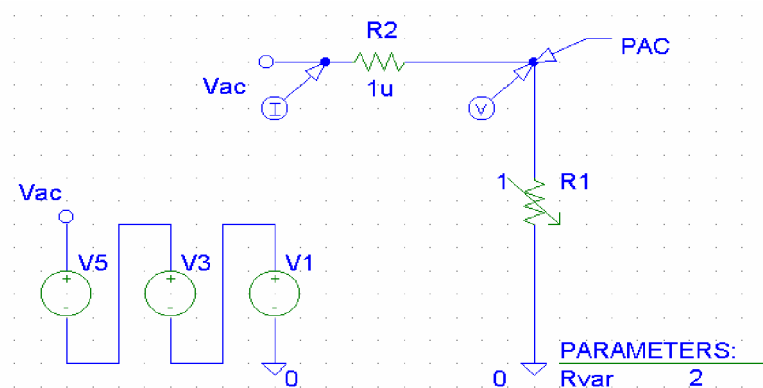 R2
PAC
Vac
I
1u
V
1
R1
Vac
V5
V3
V1
0
0
PARAMETERS:
Rvar 2